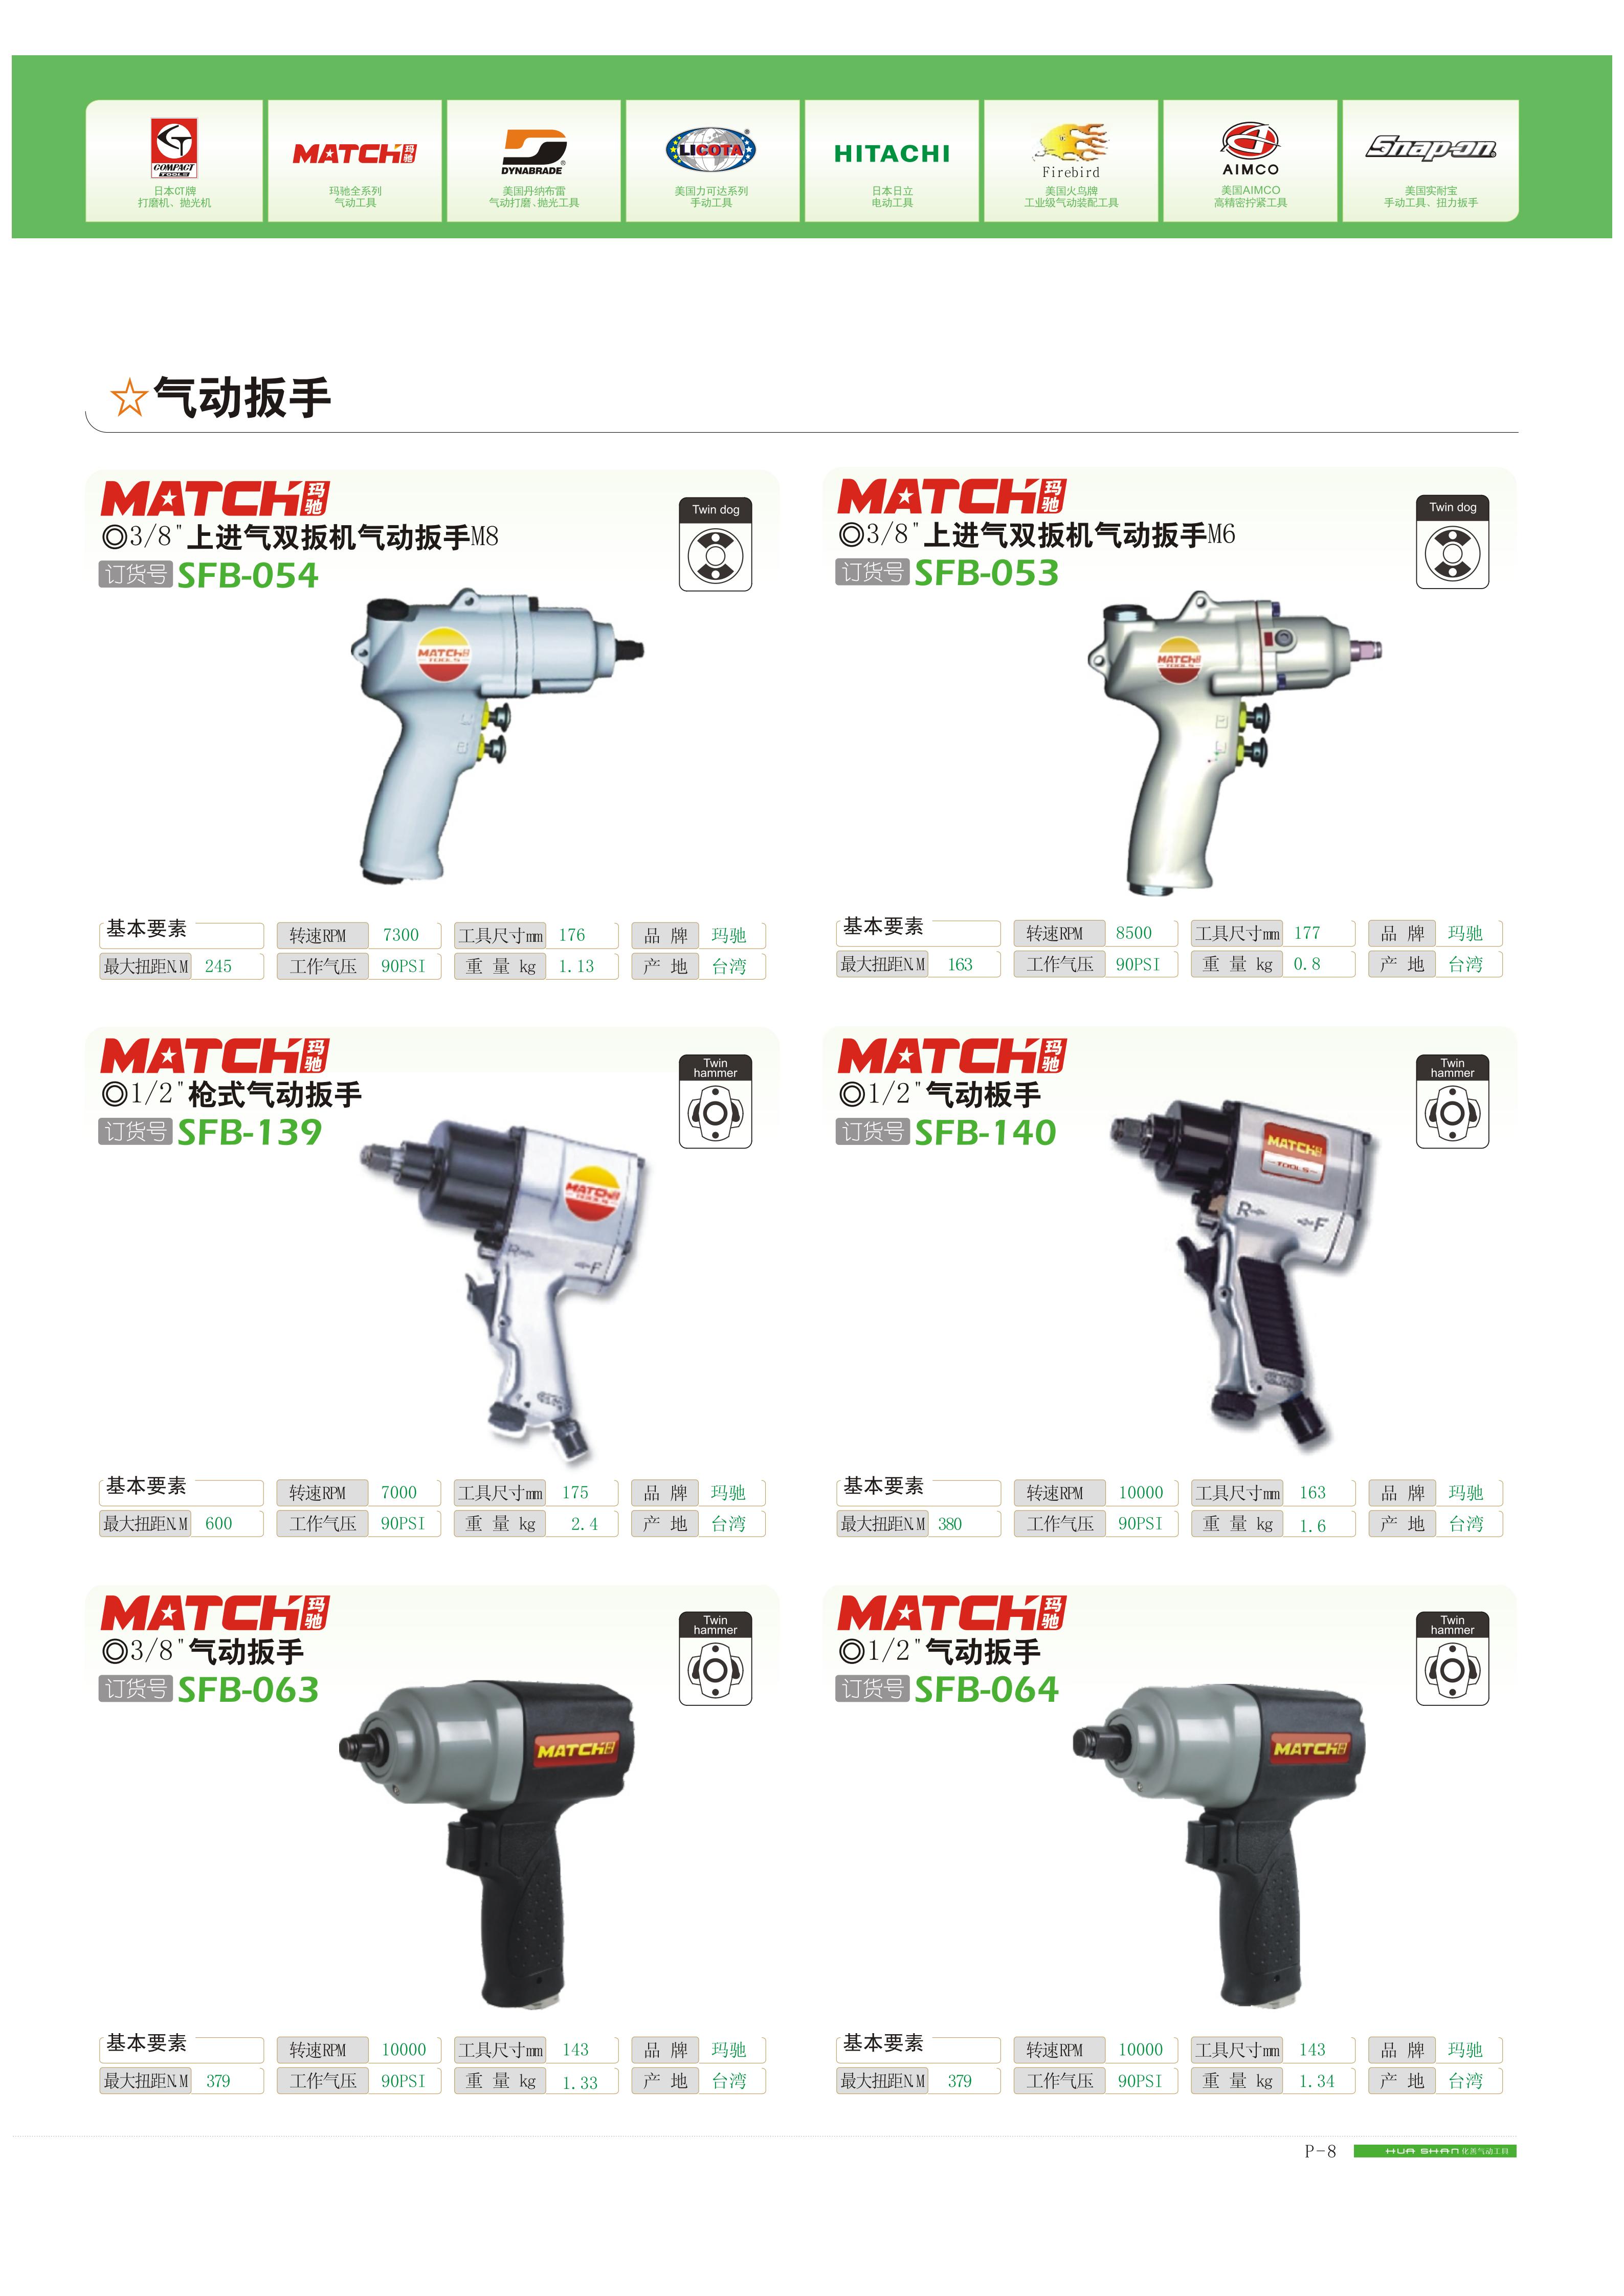 COMPACT
TOOLS
日本CT牌
打磨机、抛光机
MATCH玛驰
玛驰全系列
气动工具
DYNABRADE®
美国丹纳布雷
气动打磨、抛光工具
LICOTA®
美国力可达系列
手动工具
HITACHI
日本日立
电动工具
Firebird
美国火鸟牌
工业级气动装配工具
AIMCO
美国AIMCO
高精密拧紧工具
Snap-on
美国实耐宝
手动工具、扭力扳手
☆气动扳手
MATCH玛驰
◎3/8"上进气双扳机气动扳手M8
订货号 SFB-054
Twin dog
MATCH
TOOLS
基本要素 转速RPM 7300 工具尺寸mm 176 品 牌 玛驰
最大扭距N.M 245 工作气压 90PSI 重 量 kg 1.13 产 地 台湾
MATCH玛驰
◎3/8"上进气双扳机气动扳手M6
订货号 SFB-053
Twin dog
MATCH
TOOLS
基本要素 转速RPM 8500 工具尺寸mm 177 品 牌 玛驰
最大扭距N.M 163 工作气压 90PSI 重 量 kg 0.8 产 地 台湾
MATCH玛驰
◎1/2"枪式气动扳手
订货号 SFB-139
Twin
hammer
MATCH
TOOLS
R
F
基本要素 转速RPM 7000 工具尺寸mm 175 品 牌 玛驰
最大扭距N.M 600 工作气压 90PSI 重 量 kg 2.4 产 地 台湾
MATCH玛驰
◎1/2"气动板手
订货号 SFB-140
Twin
hammer
MATCH
TOOLS
R
F
基本要素 转速RPM 10000 工具尺寸mm 163 品 牌 玛驰
最大扭距N.M 380 工作气压 90PSI 重 量 kg 1.6 产 地 台湾
MATCH玛驰
◎3/8"气动扳手
订货号 SFB-063
Twin
hammer
MATCH
基本要素 转速RPM 10000 工具尺寸mm 143 品 牌 玛驰
最大扭距N.M 379 工作气压 90PSI 重 量 kg 1.33 产 地 台湾
MATCH玛驰
◎1/2"气动扳手
订货号 SFB-064
Twin
hammer
MATCH
基本要素 转速RPM 10000 工具尺寸mm 143 品 牌 玛驰
最大扭距N.M 379 工作气压 90PSI 重 量 kg 1.34 产 地 台湾
P-8
HUA SHAN 化善气动工具